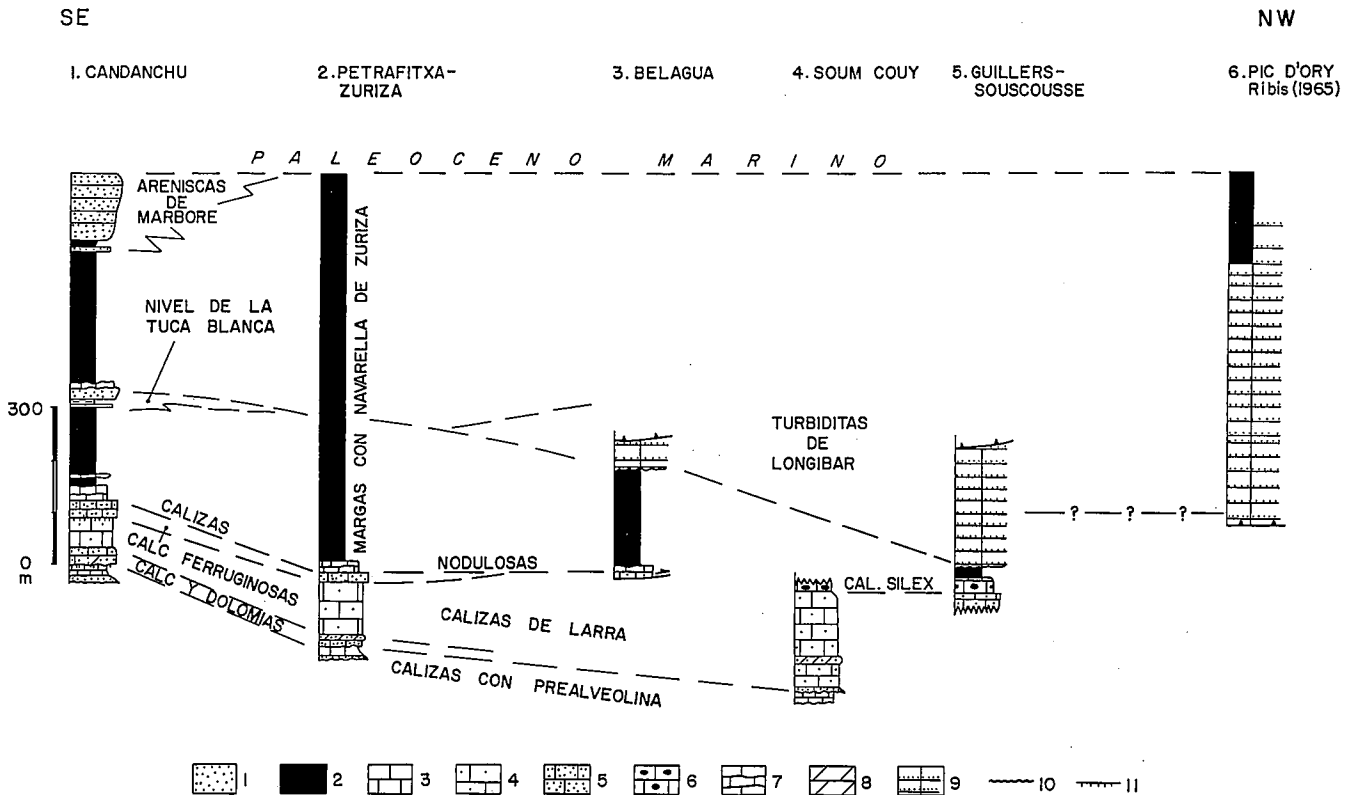 SE
NW
1. CANDANCHU
2. PETRAFITXA-
ZURIZA
3. BELAGUA
4. SOUM COUY
5. GUILLERS-
SOUSCOUSSE
6. PIC D'ORY
Ribis (1965)
PALEOCENO MARINO
ARENISCAS
DE
MARBORE
MARGAS CON NAVARELLA DE ZURIZA
NIVEL DE LA
TUCA BLANCA
300
0
m
TURBIDITAS
DE
LONGIBAR
? ? ?
CALIZAS
NODULOSAS
CALC FERRUGINOSAS
CALC Y DOLOMIAS
CAL. SILEX
CALIZAS DE LARRA
CALIZAS CON PREALVEOLINA
1 2 3 4 5 6 7 8 9 10 11